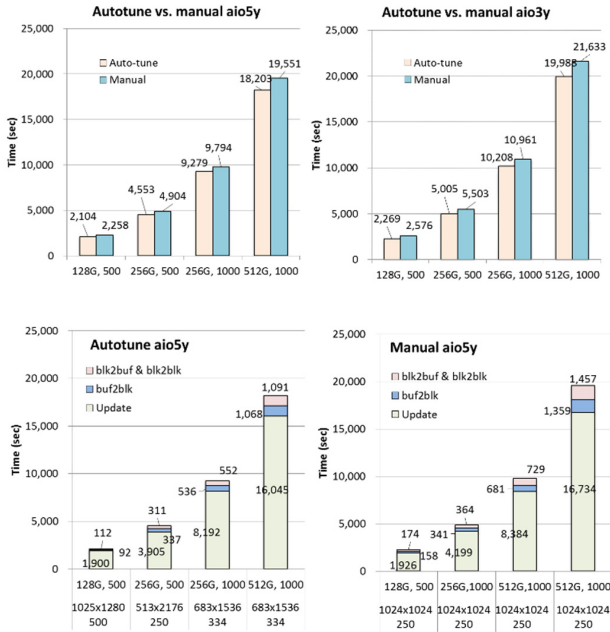 Autotune vs. manual aio5y
25,000
20,000
15,000
10,000
5,000
0
Time (sec)
Auto-tune
Manual
2,104
2,258
4,553
4,904
9,279
9,794
18,203
19,551
128G, 500
256G, 500
256G, 1000
512G, 1000
Autotune vs. manual aio3y
25,000
20,000
15,000
10,000
5,000
0
Time (sec)
Auto-tune
Manual
2,269
2,576
5,005
5,503
10,208
10,961
19,988
21,633
128G, 500
256G, 500
256G, 1000
512G, 1000
Autotune aio5y
25,000
20,000
15,000
10,000
5,000
0
Time (sec)
blk2buf & blk2blk
buf2blk
Update
112
92
1,900
311
337
3,905
552
536
8,192
1,091
1,068
16,045
128G, 500
256G, 500
256G, 1000
512G, 1000
1025x1280
500
513x2176
250
683x1536
334
683x1536
334
Manual aio5y
25,000
20,000
15,000
10,000
5,000
0
Time (sec)
blk2buf & blk2blk
buf2blk
Update
174
158
1,926
364
341
4,199
729
681
8,384
1,457
1,359
16,734
128G, 500
256G,1000
512G, 1000
512G, 1000
1024x1024
250
1024x1024
250
1024x1024
250
1024x1024
250